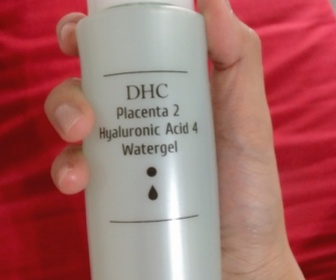 DHC
Placenta 2
Hyaluronic Acid 4
Watergel